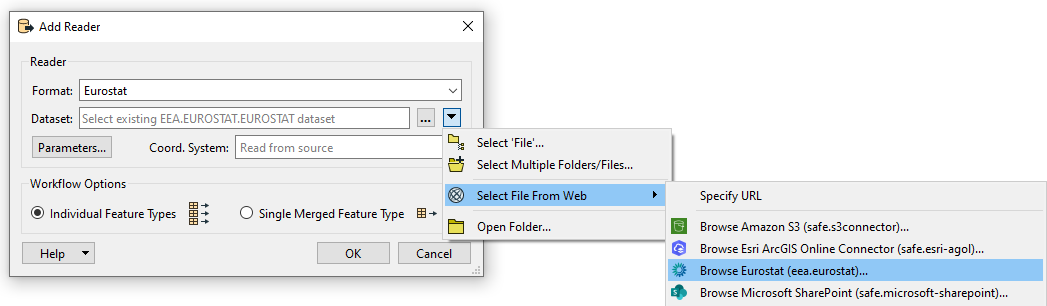 Add Reader
Reader
Format: Eurostat
Dataset: Select existing EEA.EUROSTAT.EUROSTAT dataset ...
Parameters... Coord. System: Read from source
Workflow Options
Individual Feature Types Single Merged Feature Type
Help OK Cancel
Select 'File'...
Select Multiple Folders/Files...
Select File From Web
Open Folder...
Specify URL
Browse Amazon S3 (safe.s3connector)...
Browse Esri ArcGIS Online Connector (safe.esri-agol)...
Browse Eurostat (eea.eurostat)...
Browse Microsoft SharePoint (safe.microsoft-sharepoint)...